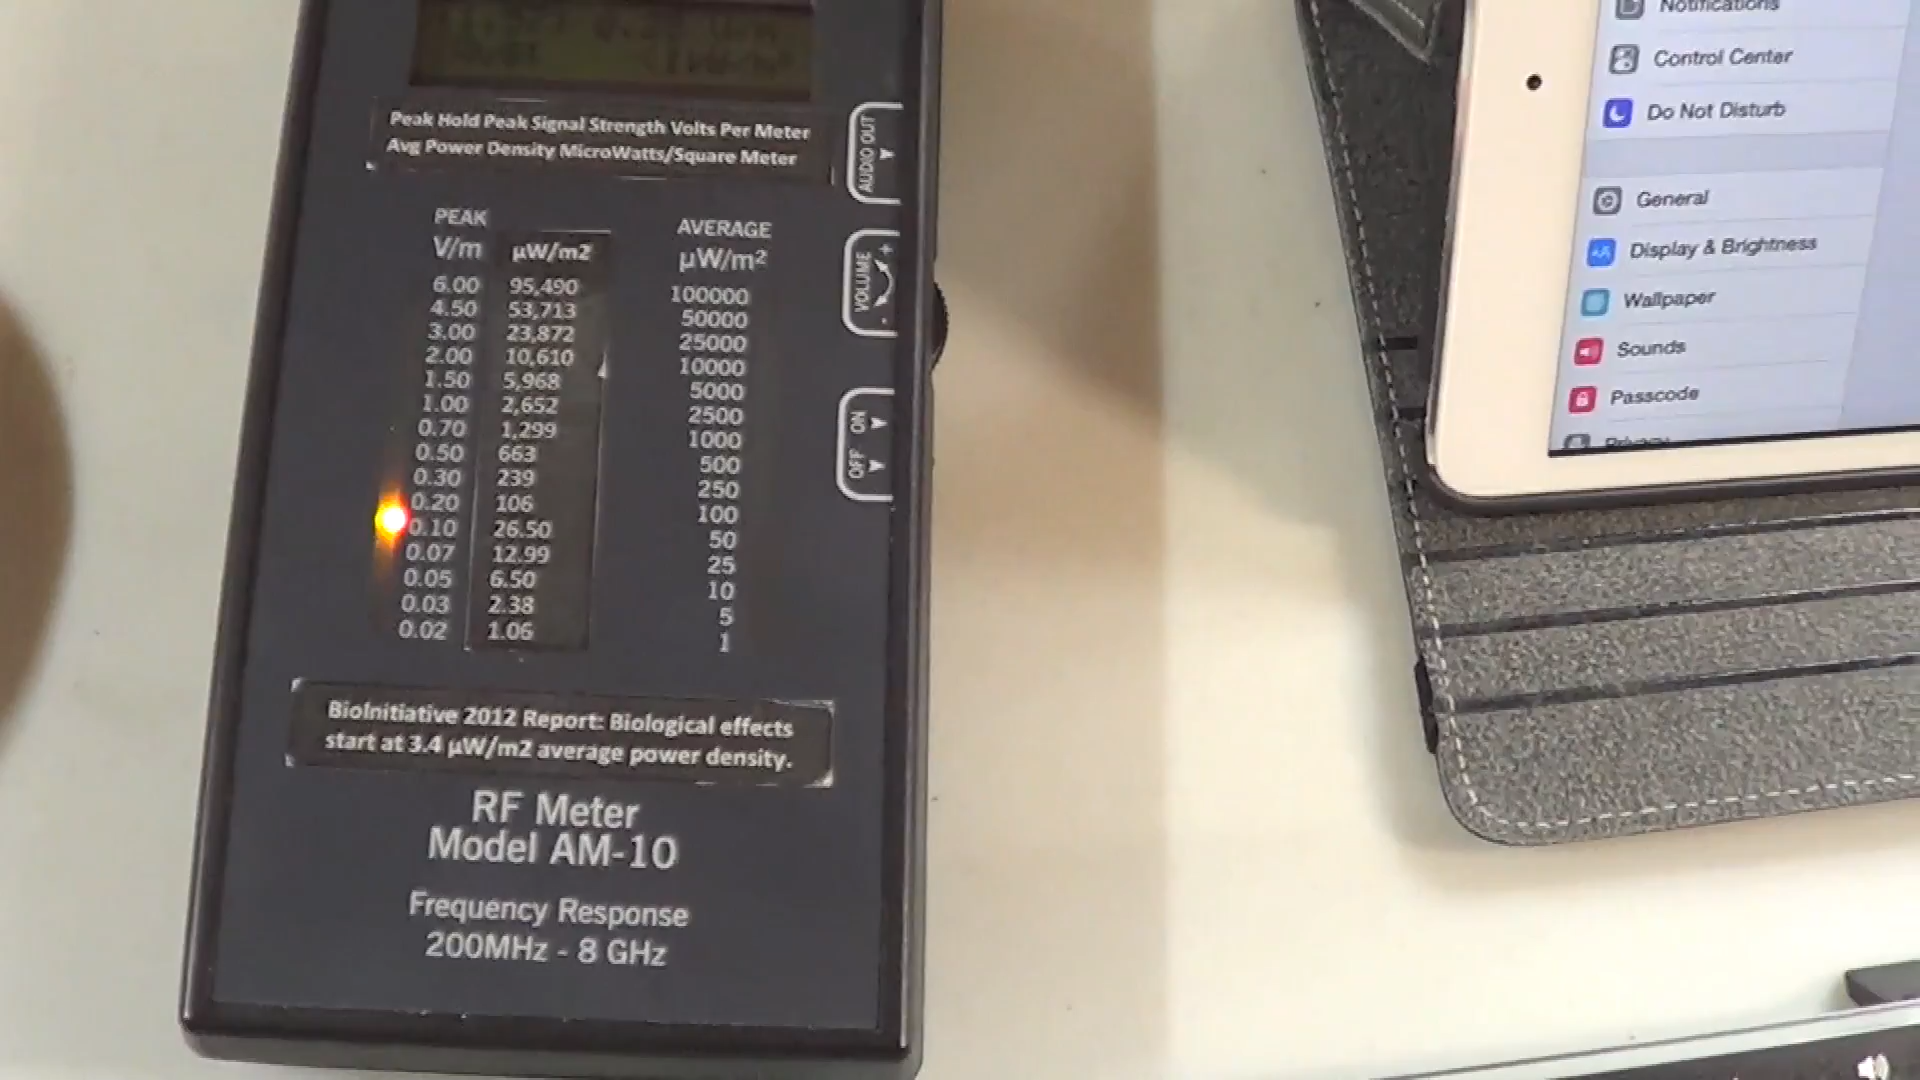 Peak Hold Peak Signal Strength Volts Per Meter
Avg Power Density MicroWatts/Square Meter
AUDIO OUT
PEAK
V/m µW/m2
AVERAGE
µW/m²
6.00 95,490 100000
4.50 53,713 50000
3.00 23,872 25000
2.00 10,610 10000
1.50 5,968 5000
1.00 2,652 2500
0.70 1,299 1000
0.50 663 500
0.30 239 250
0.20 106 100
0.10 26.50 50
0.07 12.99 25
0.05 6.50 10
0.03 2.38 5
0.02 1.06 1
VOLUME + -
OFF ON
BioInitiative 2012 Report: Biological effects
start at 3.4 µW/m2 average power density.
RF Meter
Model AM-10
Frequency Response
200MHz - 8 GHz
Notifications
Control Center
Do Not Disturb
General
AA Display & Brightness
Wallpaper
Sounds
Passcode
Privacy